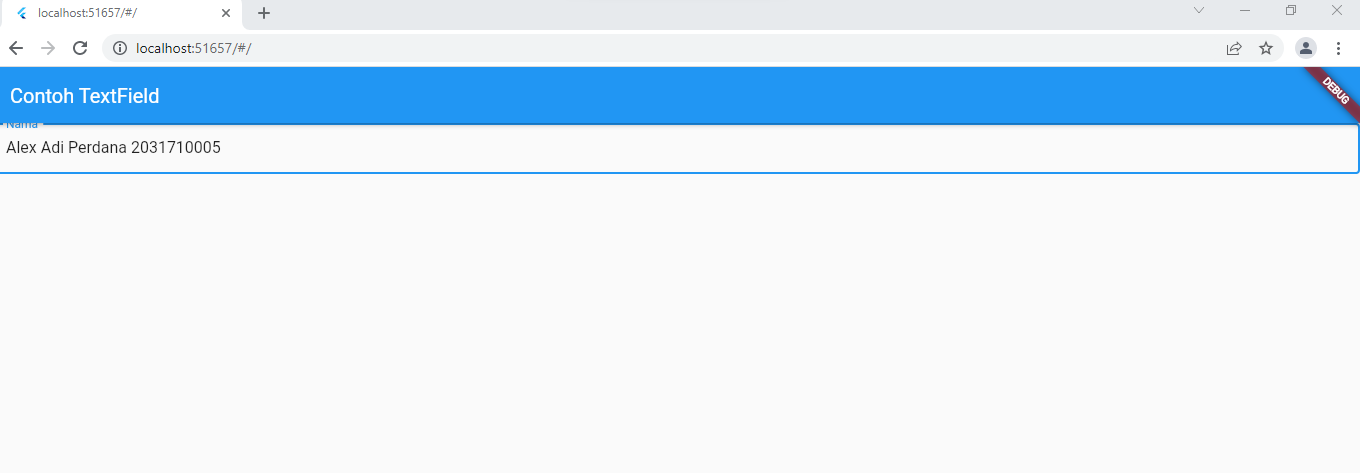 localhost:51657/#/
localhost:51657/#/
Contoh TextField
DEBUG
Nama
Alex Adi Perdana 2031710005